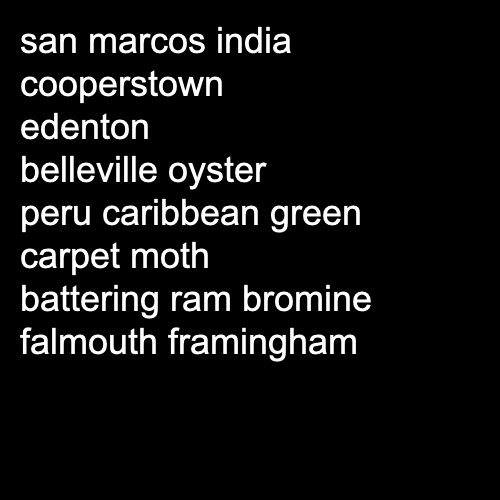 san marcos india
cooperstown
edenton
belleville oyster
peru caribbean green
carpet moth
battering ram bromine
falmouth framingham